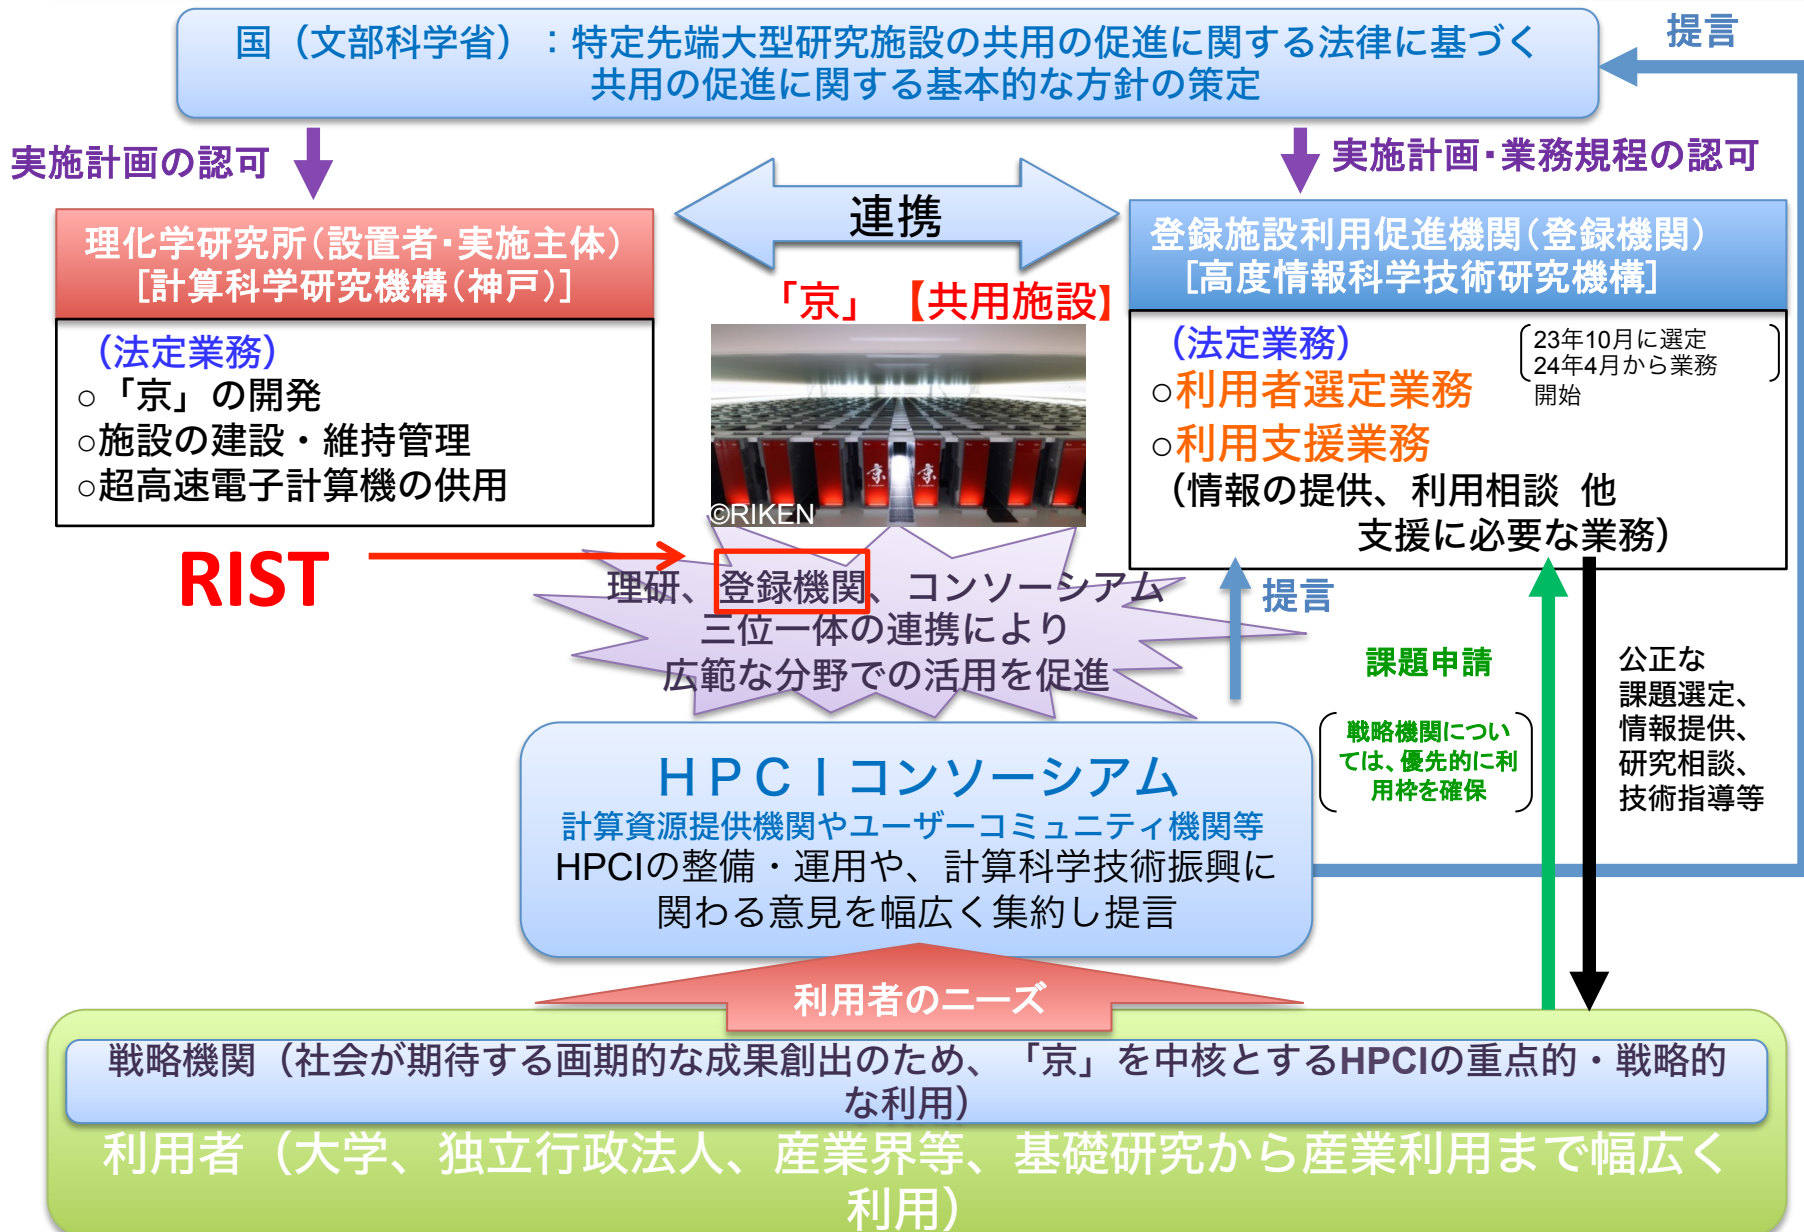 国（文部科学省）：特定先端大型研究施設の共用の促進に関する法律に基づく
共用の促進に関する基本的な方針の策定
提言
実施計画の認可
実施計画・業務規程の認可
連携
理化学研究所（設置者・実施主体）
［計算科学研究機構（神戸）］
登録施設利用促進機関（登録機関）
［高度情報科学技術研究機構］
「京」【共用施設】
（法定業務）
○「京」の開発
○施設の建設・維持管理
○超高速電子計算機の供用
京
京
©RIKEN
（法定業務）
23年10月に選定
24年4月から業務
開始
○利用者選定業務
○利用支援業務
（情報の提供、利用相談 他
支援に必要な業務）
RIST
理研、登録機関、コンソーシアム
三位一体の連携により
広範な分野での活用を促進
提言
課題申請
戦略機関につい
ては、優先的に利
用枠を確保
公正な
課題選定、
情報提供、
研究相談、
技術指導等
ＨＰＣＩコンソーシアム
計算資源提供機関やユーザーコミュニティ機関等
HPCIの整備・運用や、計算科学技術振興に
関わる意見を幅広く集約し提言
利用者のニーズ
戦略機関（社会が期待する画期的な成果創出のため、「京」を中核とするHPCIの重点的・戦略的
な利用）
利用者（大学、独立行政法人、産業界等、基礎研究から産業利用まで幅広く
利用）